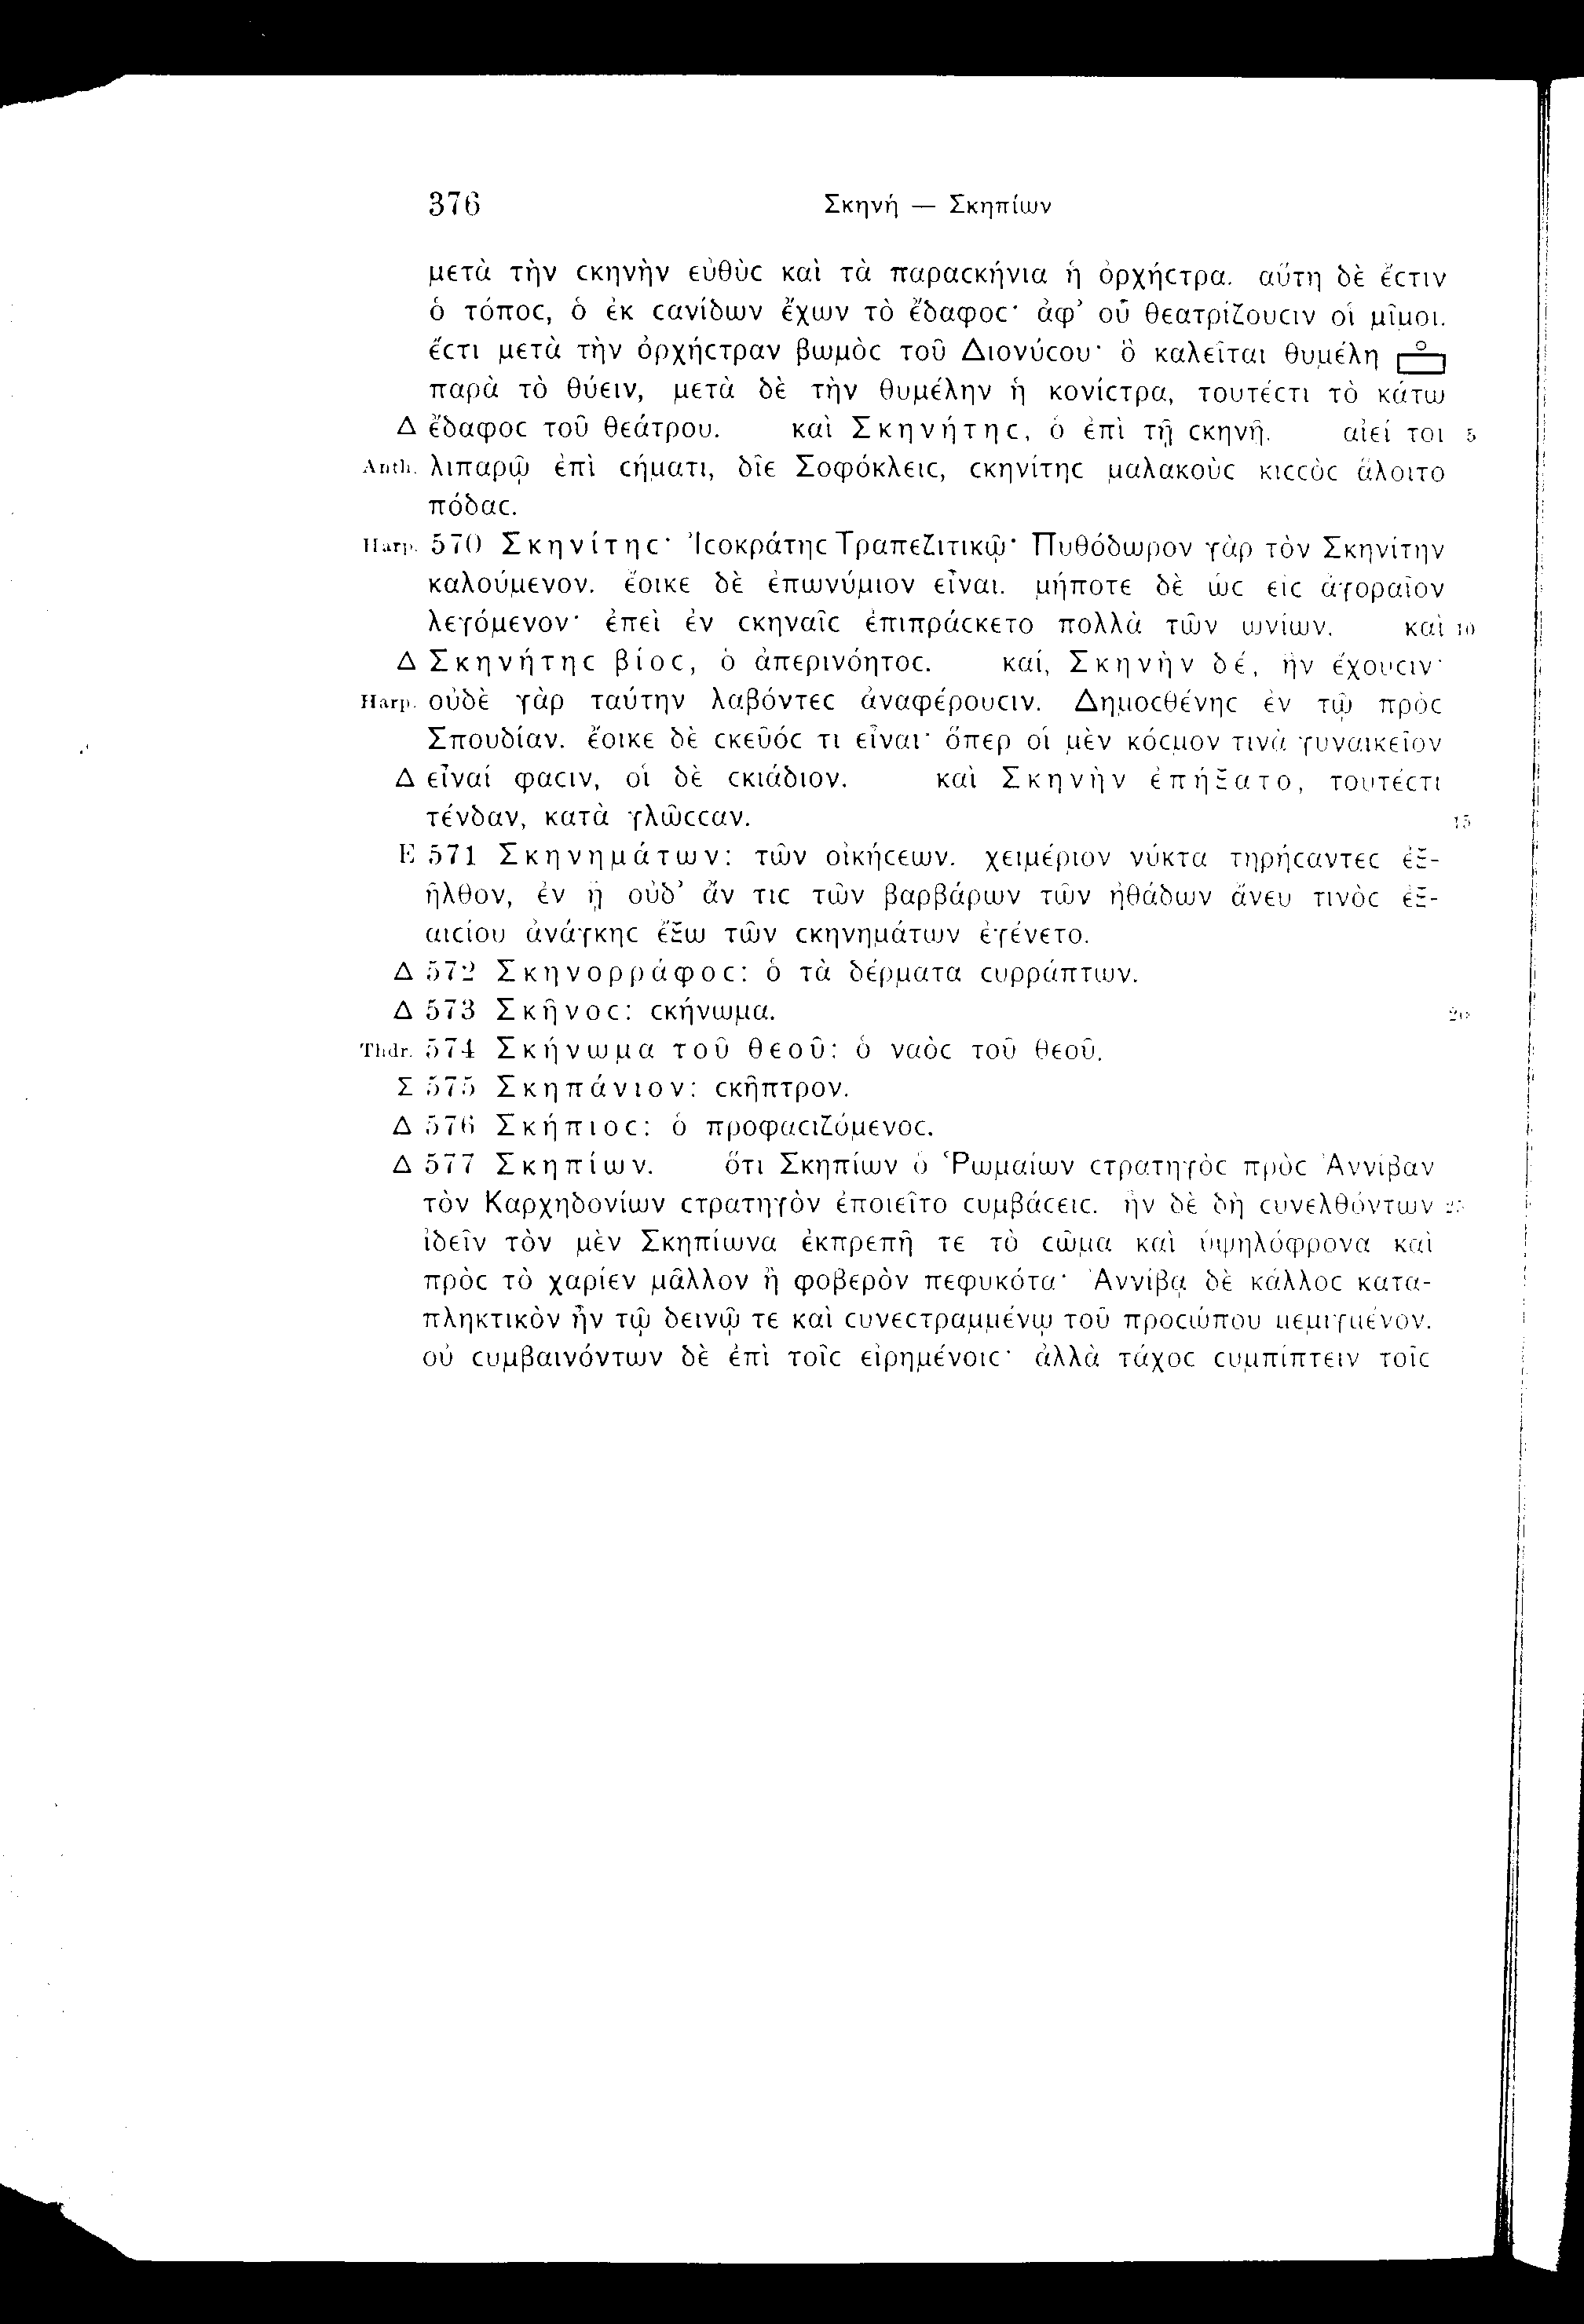 376 Σκηνή — Σκηπίων
μετὰ τὴν ϲκηνὴν εὐθὺϲ καὶ τὰ παραϲκήνια ἡ ὀρχήϲτρα. αὕτη δέ ἐϲτιν
ὁ τόποϲ, ὁ ἐκ ϲανίδων ἔχων τὸ ἔδαφοϲ· ἀφ’ οὗ θεατρίζουϲιν οἱ μῖμοι.
ἔϲτι μετὰ τὴν ὀρχήϲτραν βωμὸϲ τοῦ Διονύϲου· ὃ καλεῖται θυμέλη
παρὰ τὸ θύειν, μετὰ δὲ τὴν θυμέλην ἡ κονίϲτρα, τουτέϲτι τὸ κάτω
Δ ἔδαφοϲ τοῦ θεάτρου. καὶ Σκηνήτηϲ, ὁ ἐπὶ τῇ ϲκηνῇ. αἰεί τοι 5
Anth. λιπαρῷ ἐπὶ ϲήματι, δῖε Σοφόκλειϲ, ϲκηνίτηϲ μαλακοὺϲ κιϲϲὸϲ ἅλοιτο
πόδαϲ.
Harp. 570 Σκηνίτηϲ· Ἰϲοκράτηϲ Τραπεζιτικῷ· Πυθόδωρον γὰρ τὸν Σκηνίτην
καλούμενον. ἔοικε δὲ ἐπωνύμιον εἶναι. μήποτε δὲ ὡϲ εἰϲ ἀγοραῖον
λεγόμενον· ἐπεὶ ἐν ϲκηναῖϲ ἐπιπράϲκετο πολλὰ τῶν ὠνίων. καὶ 10
Δ Σκηνήτηϲ βίοϲ, ὁ ἀπερινόητοϲ. καί, Σκηνὴν δέ, ἣν ἔχουϲιν·
Harp. οὐδὲ γὰρ ταύτην λαβόντεϲ ἀναφέρουϲιν. Δημοϲθένηϲ ἐν τῷ πρὸϲ
Σπουδίαν. ἔοικε δὲ ϲκεῦόϲ τι εἶναι· ὅπερ οἱ μὲν κόϲμον τινὰ γυναικεῖον
Δ εἶναί φαϲιν, οἱ δὲ ϲκιάδιον. καὶ Σκηνὴν ἐπήξατο, τουτέϲτι
τένδαν, κατὰ γλῶϲϲαν. 15
E 571 Σκηνημάτων: τῶν οἰκήϲεων. χειμέριον νύκτα τηρήϲαντεϲ ἐξ-
ῆλθον, ἐν ᾗ οὐδ’ ἄν τιϲ τῶν βαρβάρων τῶν ἠθάδων ἄνευ τινὸϲ ἐξ-
αιϲίου ἀνάγκηϲ ἔξω τῶν ϲκηνημάτων ἐγένετο.
Δ 572 Σκηνορράφοϲ: ὁ τὰ δέρματα ϲυρράπτων.
Δ 573 Σκῆνοϲ: ϲκήνωμα. 20
Thdr. 574 Σκήνωμα τοῦ θεοῦ: ὁ ναὸϲ τοῦ θεοῦ.
Σ 575 Σκηπάνιον: ϲκῆπτρον.
Δ 576 Σκήπιοϲ: ὁ προφαϲιζόμενοϲ.
Δ 577 Σκηπίων. ὅτι Σκηπίων ὁ Ῥωμαίων ϲτρατηγὸϲ πρὸϲ Ἀννίβαν
τὸν Καρχηδονίων ϲτρατηγὸν ἐποιεῖτο ϲυμβάϲειϲ. ἦν δὲ δὴ ϲυνελθόντων 25
ἰδεῖν τὸν μὲν Σκηπίωνα ἐκπρεπῆ τε τὸ ϲῶμα καὶ ὑψηλόφρονα καὶ
πρὸϲ τὸ χαρίεν μᾶλλον ἢ φοβερὸν πεφυκότα· Ἀννίβᾳ δὲ κάλλοϲ κατα-
πληκτικὸν ἦν τῷ δεινῷ τε καὶ ϲυνεϲτραμμένῳ τοῦ προϲώπου μεμιγμένον.
οὐ ϲυμβαινόντων δὲ ἐπὶ τοῖϲ εἰρημένοιϲ· ἀλλὰ τάχοϲ ϲυμπίπτειν τοῖϲ